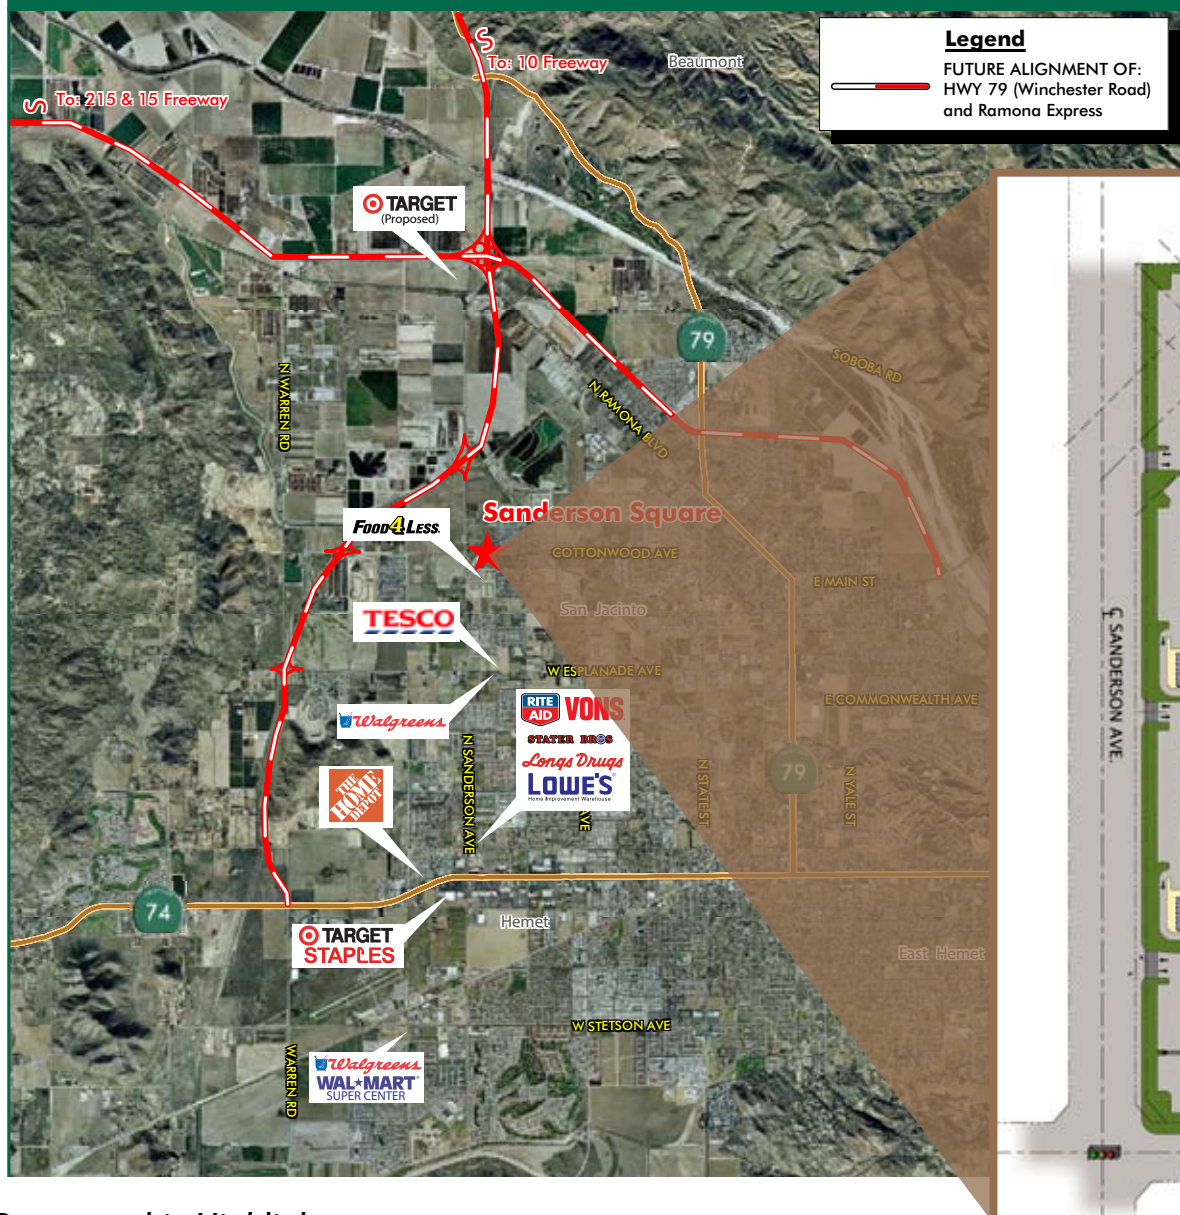 Legend
FUTURE ALIGNMENT OF:
HWY 79 (Winchester Road)
and Ramona Express
To: 10 Freeway
Beaumont
To: 215 & 15 Freeway
TARGET
(Proposed)
79
SOBOBA RD
N WARREN RD
N RAMONA BLVD
Sanderson Square
FOOD 4 LESS.
COTTONWOOD AVE
E MAIN ST
San Jacinto
TESCO
W ESPLANADE AVE
E COMMONWEALTH AVE
Walgreens
RITE AID
VONS
STATER BROS
Longs Drugs
LOWE'S
Home Improvement Warehouse
THE HOME DEPOT
N SANDERSON AVE
AVE
N STATE ST
79
N YALE ST
74
TARGET
STAPLES
Hemet
East Hemet
W STETSON AVE
WARREN RD
Walgreens
WAL★MART
SUPER CENTER
℄ SANDERSON AVE.